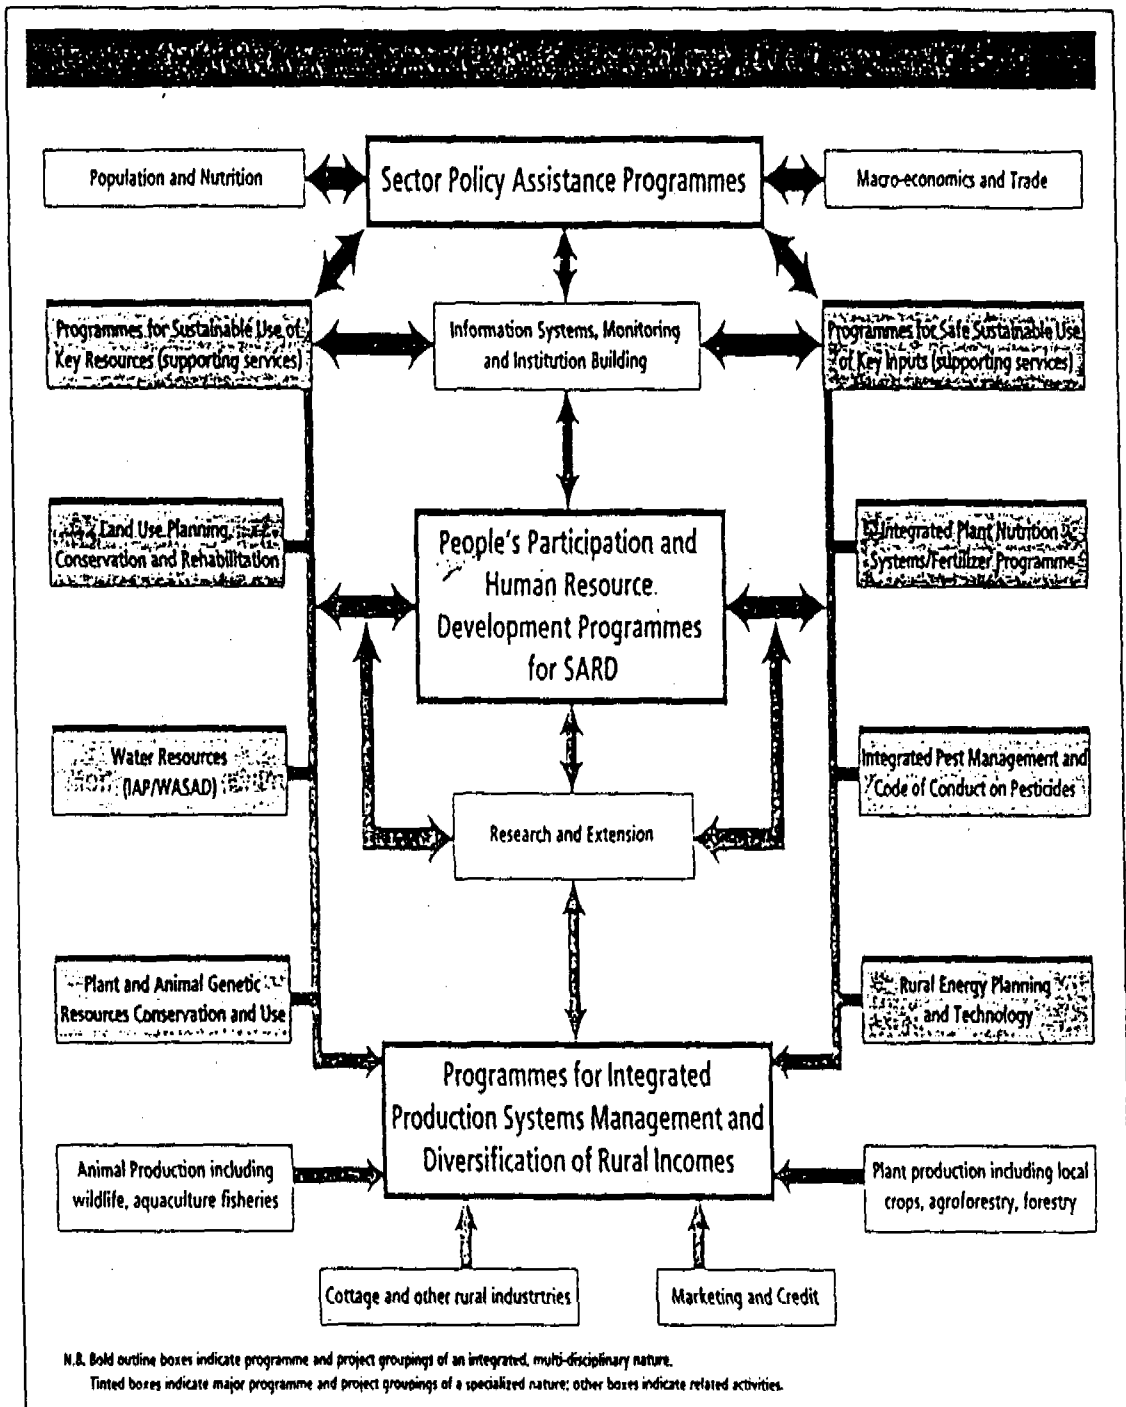 Population and Nutrition
Sector Policy Assistance Programmes
Macro-economics and Trade
Programmes for Sustainable Use of
Key Resources (supporting services)
Information Systems, Monitoring
and Institution Building
Programmes for Safe Sustainable Use
of Key Inputs (supporting services)
Land Use Planning,
Conservation and Rehabilitation
People's Participation and
Human Resource.
Development Programmes
for SARD
Integrated Plant Nutrition
Systems/Fertilizer Programme
Water Resources
(IAP/WASAD)
Research and Extension
Integrated Pest Management and
Code of Conduct on Pesticides
Plant and Animal Genetic
Resources Conservation and Use
Rural Energy Planning
and Technology
Programmes for Integrated
Production Systems Management and
Diversification of Rural Incomes
Animal Production including
wildlife, aquaculture fisheries
Plant production including local
crops, agroforestry, forestry
Cottage and other rural industrtries
Marketing and Credit
N.B. Bold outline boxes indicate programme and project groupings of an integrated, multi-disciplinary nature.
Tinted boxes indicate major programme and project groupings of a specialized nature; other boxes indicate related activities.